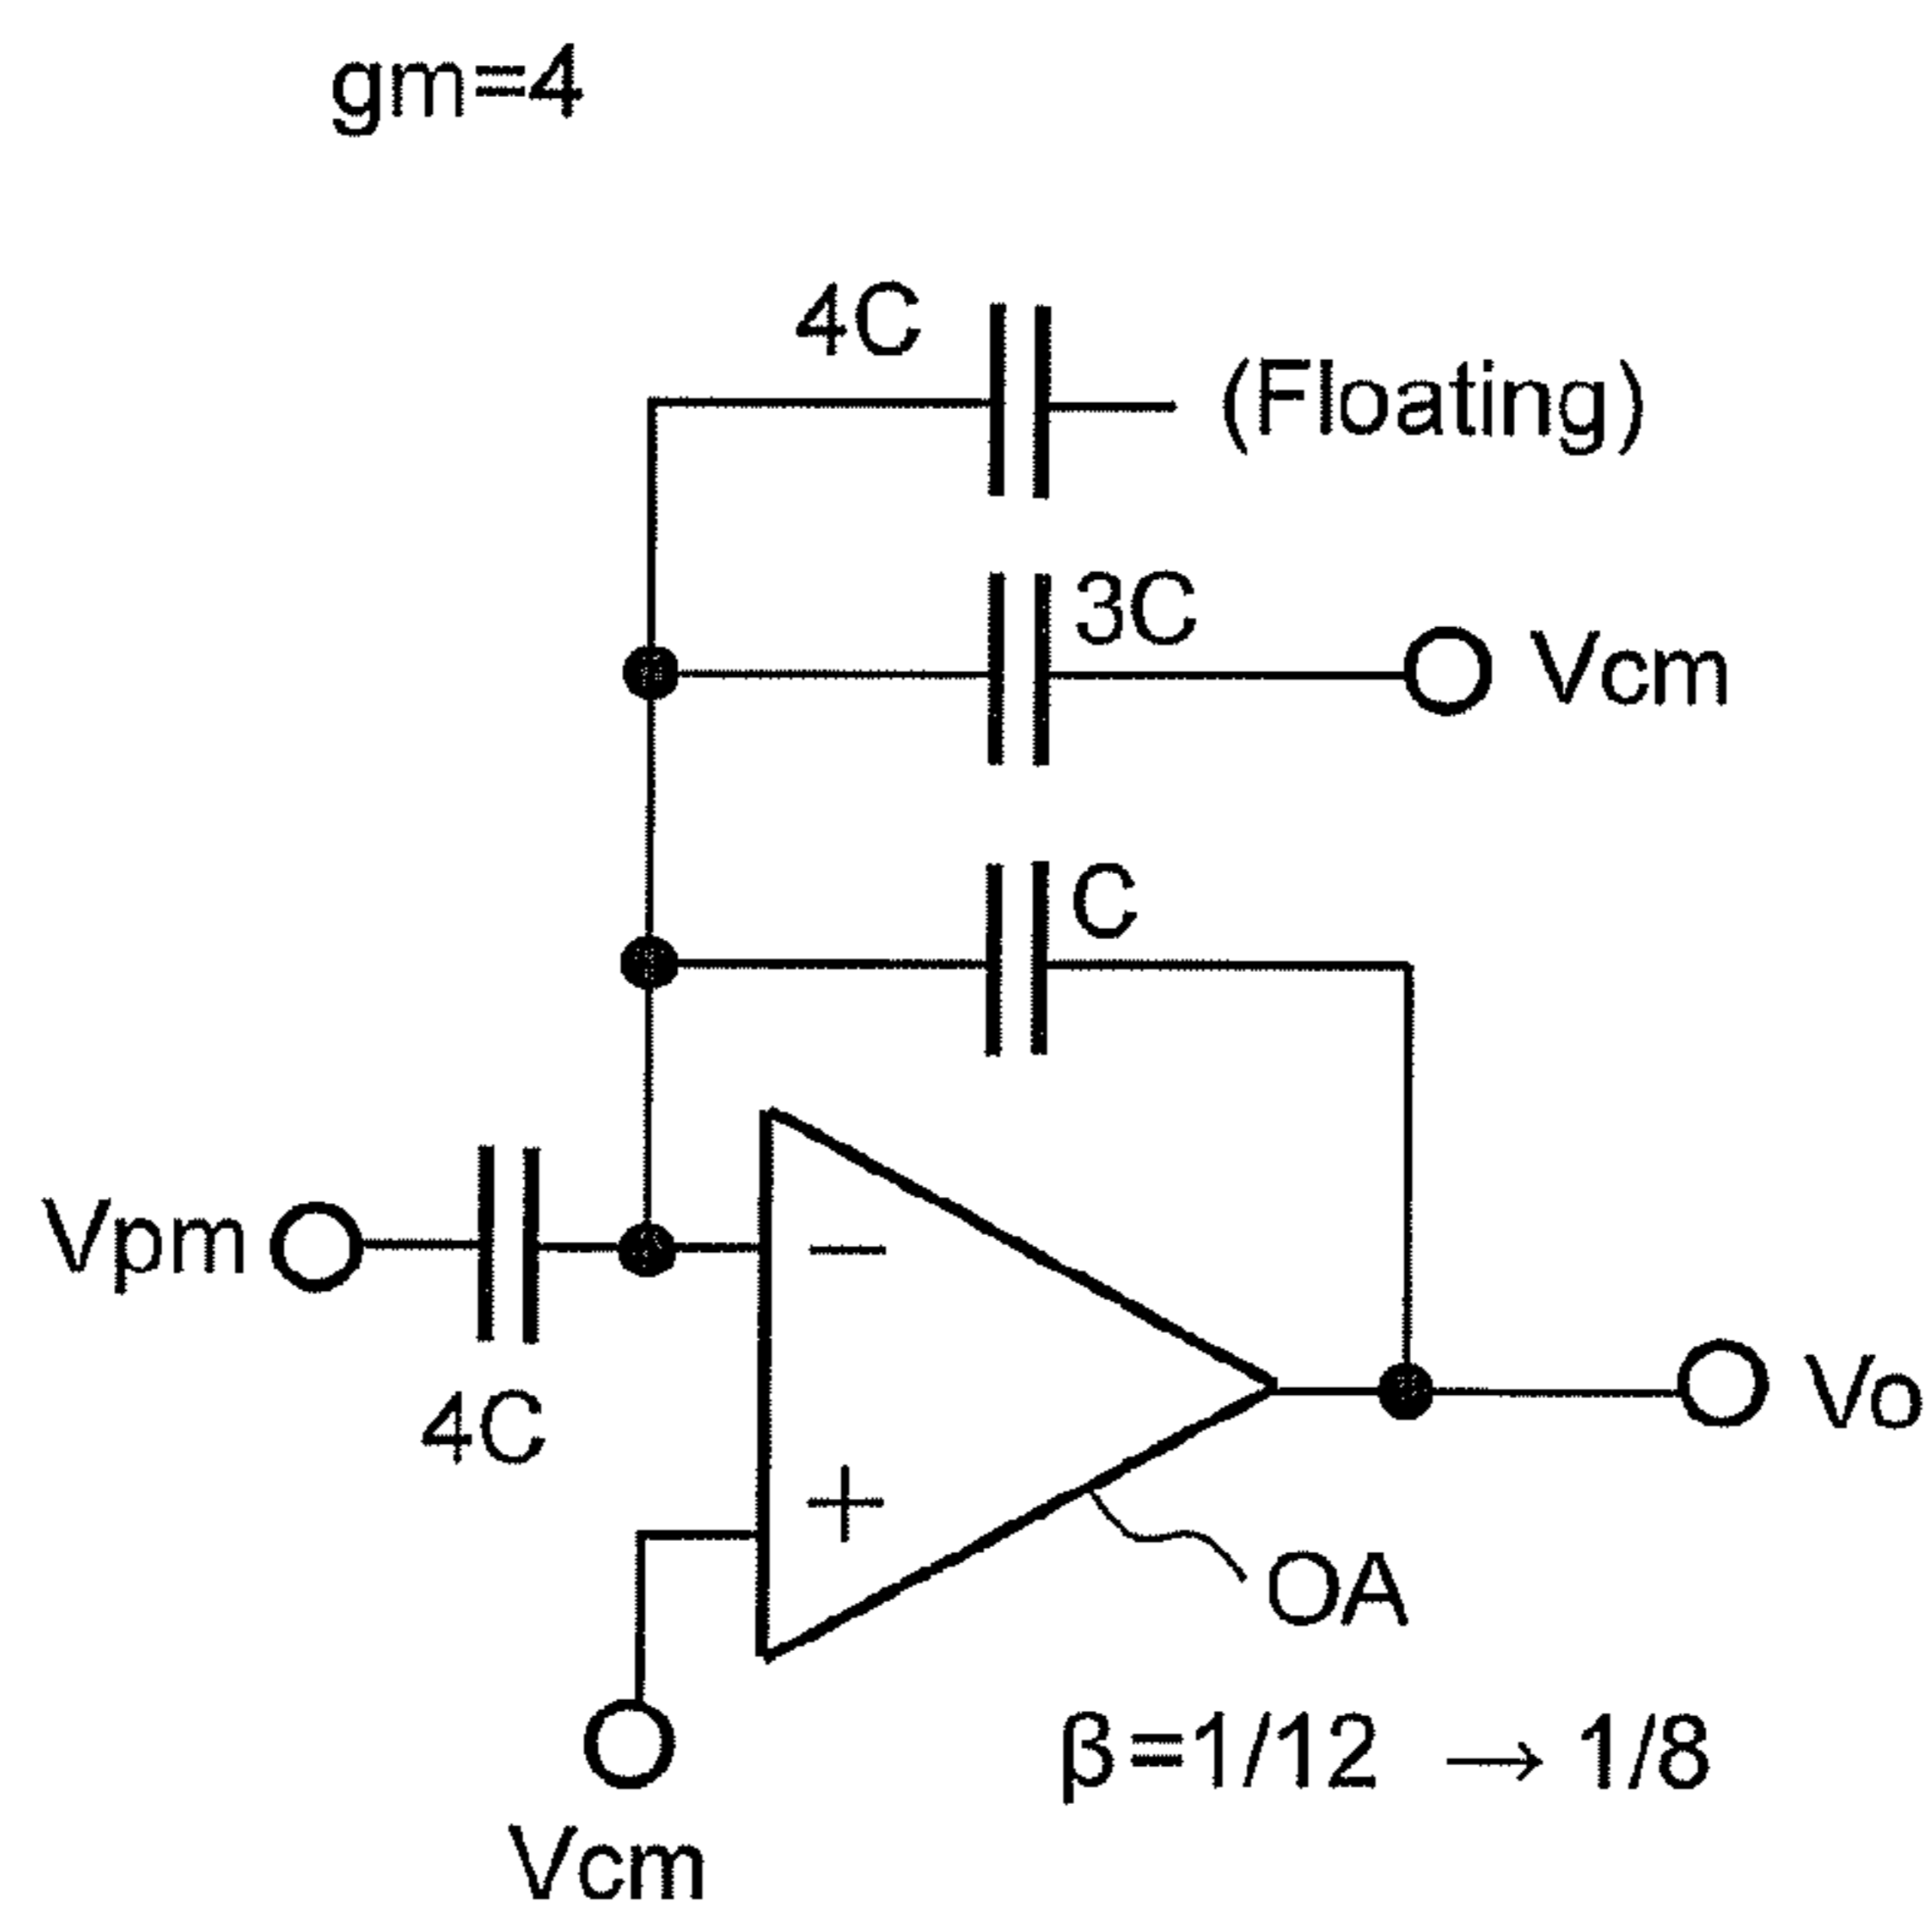 gm=4
4C
(Floating)
3C
Vcm
C
Vpm
−
4C
Vo
+
OA
β=1/12 → 1/8
Vcm